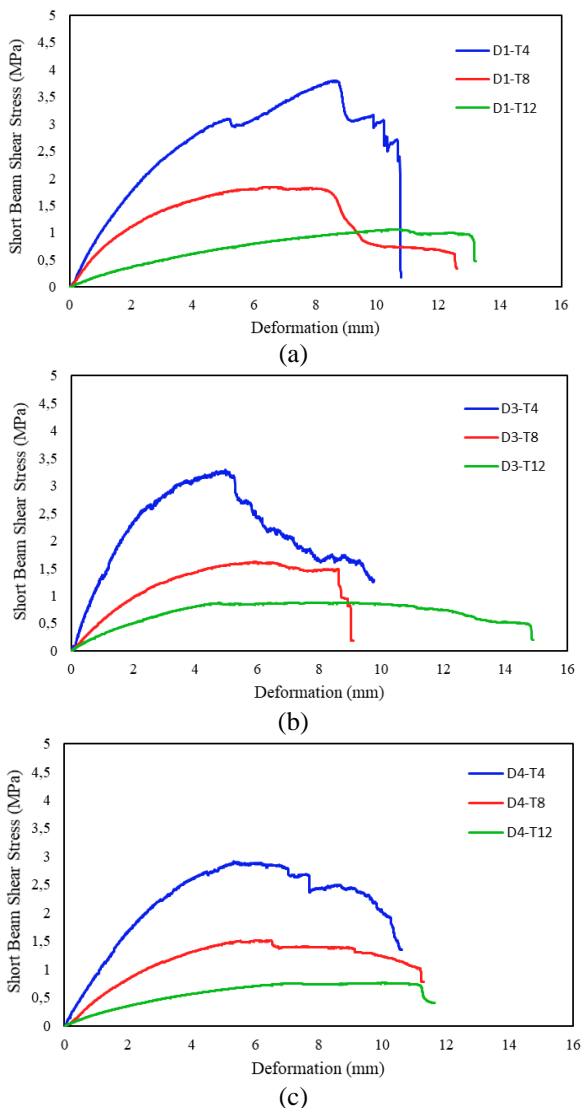 5
4,5
4
3,5
3
2,5
2
1,5
1
0,5
0
Short Beam Shear Stress (MPa)
D1-T4
D1-T8
D1-T12
0 2 4 6 8 10 12 14 16
Deformation (mm)
(a)
5
4,5
4
3,5
3
2,5
2
1,5
1
0,5
0
Short Beam Shear Stress (MPa)
D3-T4
D3-T8
D3-T12
0 2 4 6 8 10 12 14 16
Deformation (mm)
(b)
5
4,5
4
3,5
3
2,5
2
1,5
1
0,5
0
Short Beam Shear Stress (MPa)
D4-T4
D4-T8
D4-T12
0 2 4 6 8 10 12 14 16
Deformation (mm)
(c)